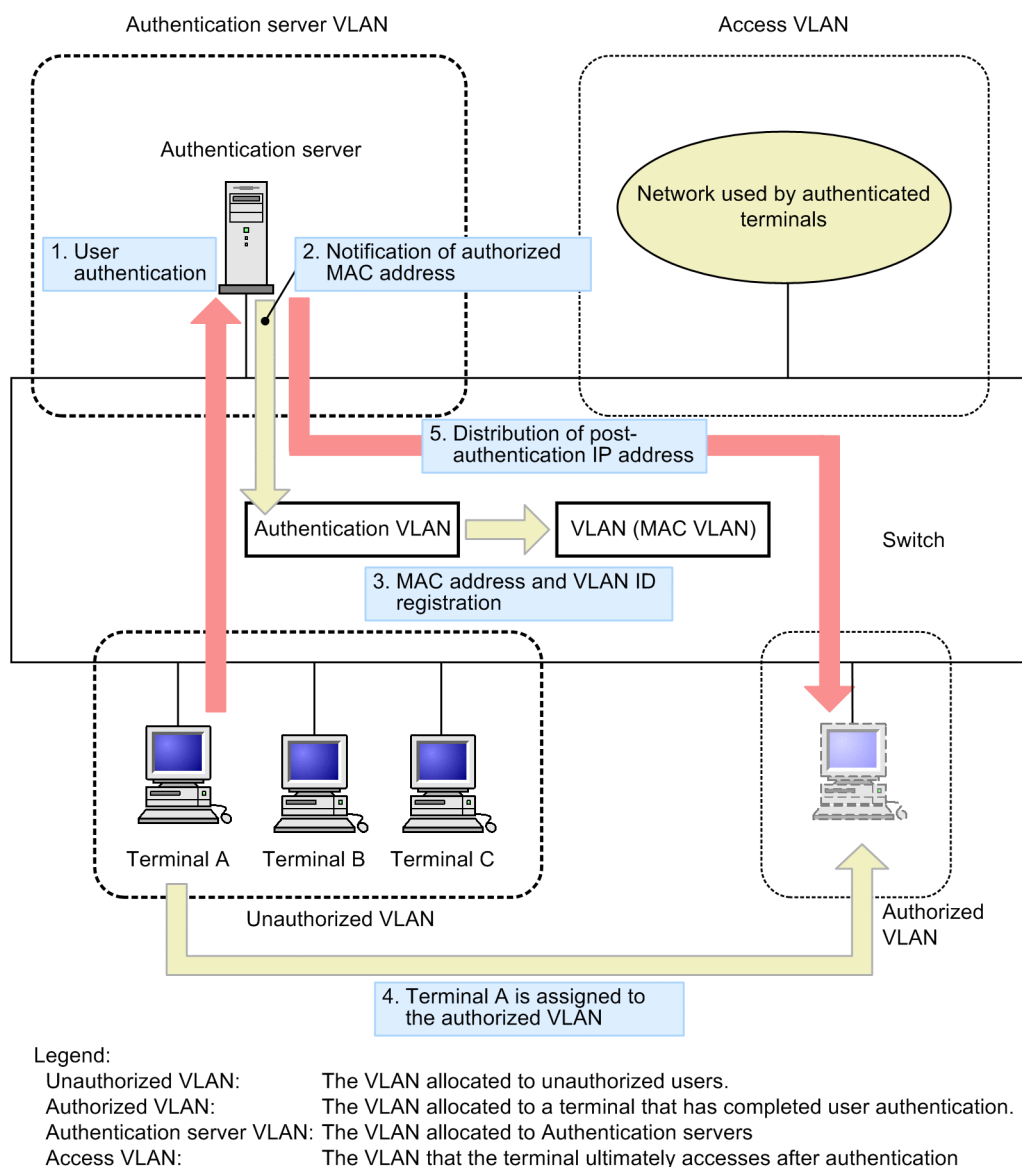 Authentication server VLAN
Access VLAN
Authentication server
Network used by authenticated
terminals
1. User
authentication
2. Notification of authorized
MAC address
5. Distribution of post-
authentication IP address
Authentication VLAN
VLAN (MAC VLAN)
Switch
3. MAC address and VLAN ID
registration
Terminal A
Terminal B
Terminal C
Unauthorized VLAN
Authorized
VLAN
4. Terminal A is assigned to
the authorized VLAN
Legend:
Unauthorized VLAN: The VLAN allocated to unauthorized users.
Authorized VLAN: The VLAN allocated to a terminal that has completed user authentication.
Authentication server VLAN: The VLAN allocated to Authentication servers
Access VLAN: The VLAN that the terminal ultimately accesses after authentication